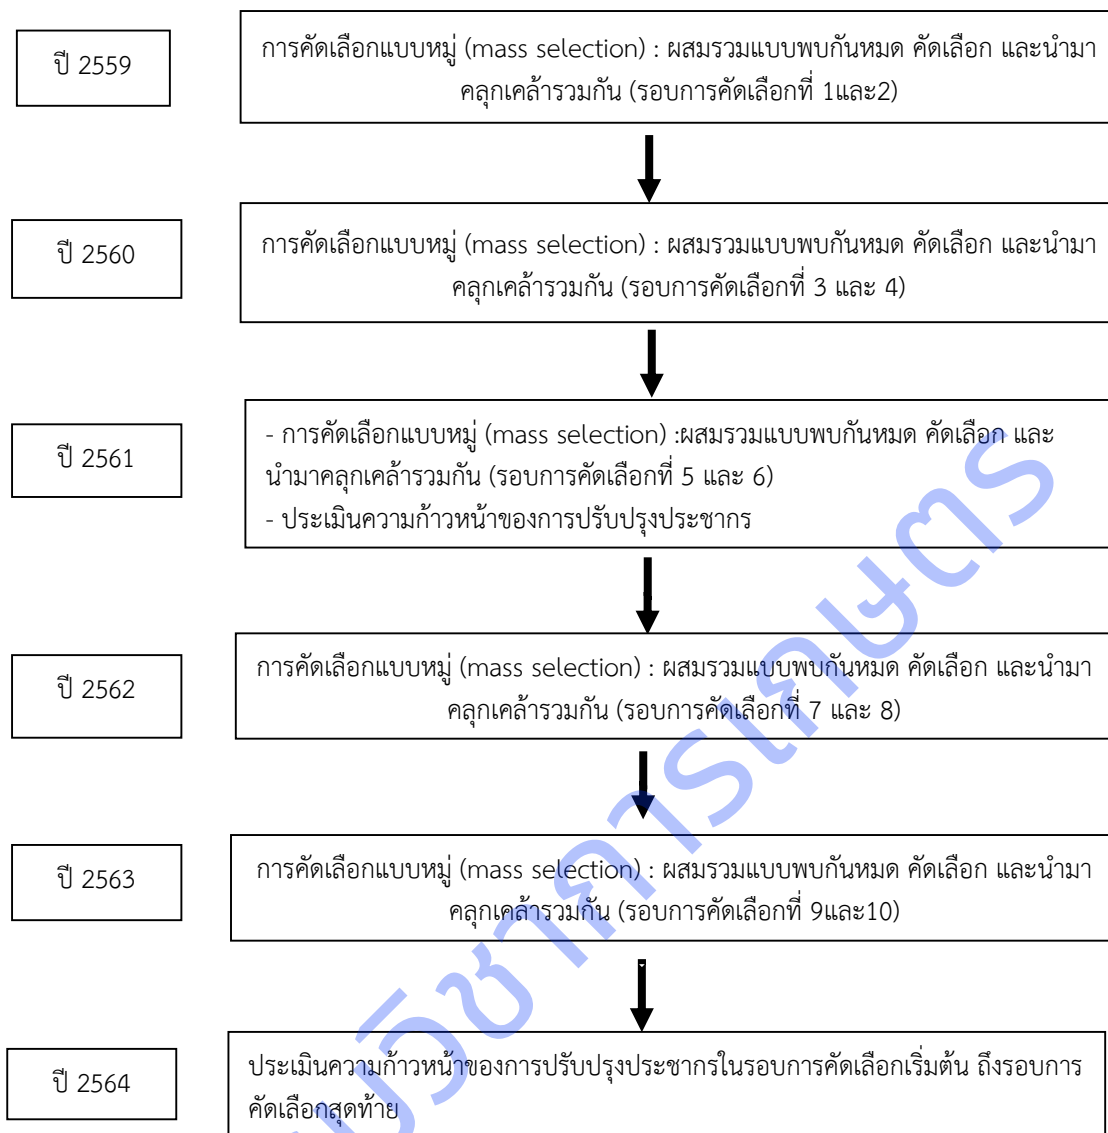 ปี 2559
การคัดเลือกแบบหมู่ (mass selection) : ผสมรวมแบบพบกันหมด คัดเลือก และนำมา
คลุกเคล้ารวมกัน (รอบการคัดเลือกที่ 1และ2)
ปี 2560
การคัดเลือกแบบหมู่ (mass selection) : ผสมรวมแบบพบกันหมด คัดเลือก และนำมา
คลุกเคล้ารวมกัน (รอบการคัดเลือกที่ 3 และ 4)
ปี 2561
- การคัดเลือกแบบหมู่ (mass selection) :ผสมรวมแบบพบกันหมด คัดเลือก และ
นำมาคลุกเคล้ารวมกัน (รอบการคัดเลือกที่ 5 และ 6)
- ประเมินความก้าวหน้าของการปรับปรุงประชากร
ปี 2562
การคัดเลือกแบบหมู่ (mass selection) : ผสมรวมแบบพบกันหมด คัดเลือก และนำมา
คลุกเคล้ารวมกัน (รอบการคัดเลือกที่ 7 และ 8)
ปี 2563
การคัดเลือกแบบหมู่ (mass selection) : ผสมรวมแบบพบกันหมด คัดเลือก และนำมา
คลุกเคล้ารวมกัน (รอบการคัดเลือกที่ 9และ10)
ปี 2564
ประเมินความก้าวหน้าของการปรับปรุงประชากรในรอบการคัดเลือกเริ่มต้น ถึงรอบการ
คัดเลือกสุดท้าย
วิชาการเกษตร